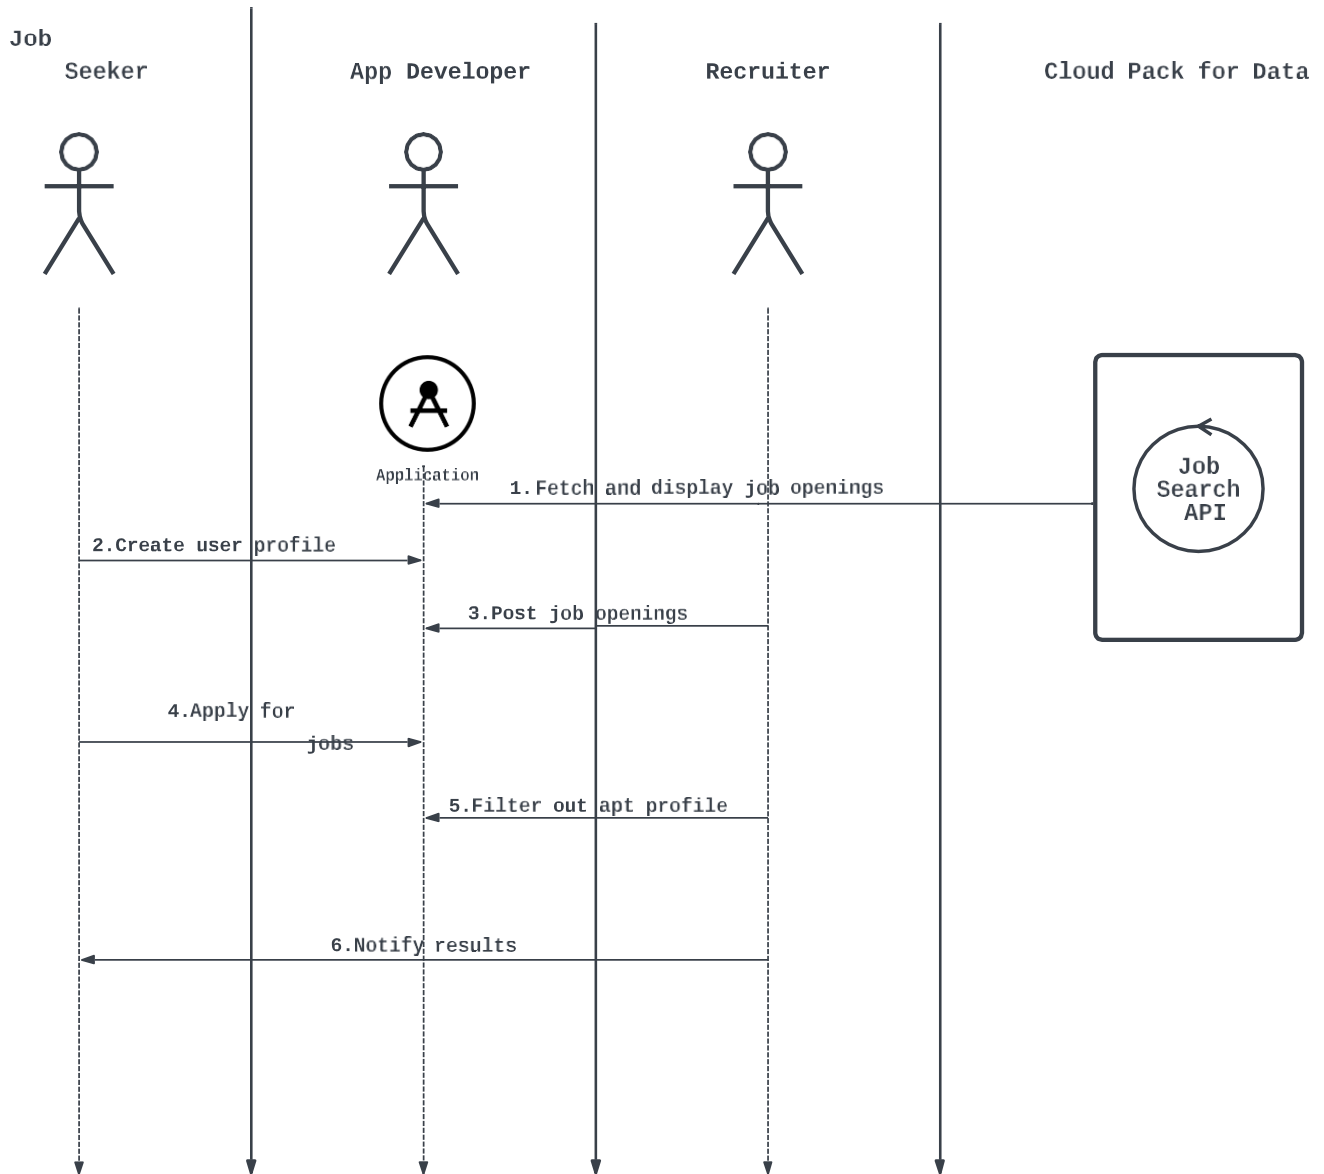 Job
Seeker
App Developer
Recruiter
Cloud Pack for Data
Application
1.Fetch and display job openings
Job
Search
API
2.Create user profile
3.Post job openings
4.Apply for
jobs
5.Filter out apt profile
6.Notify results